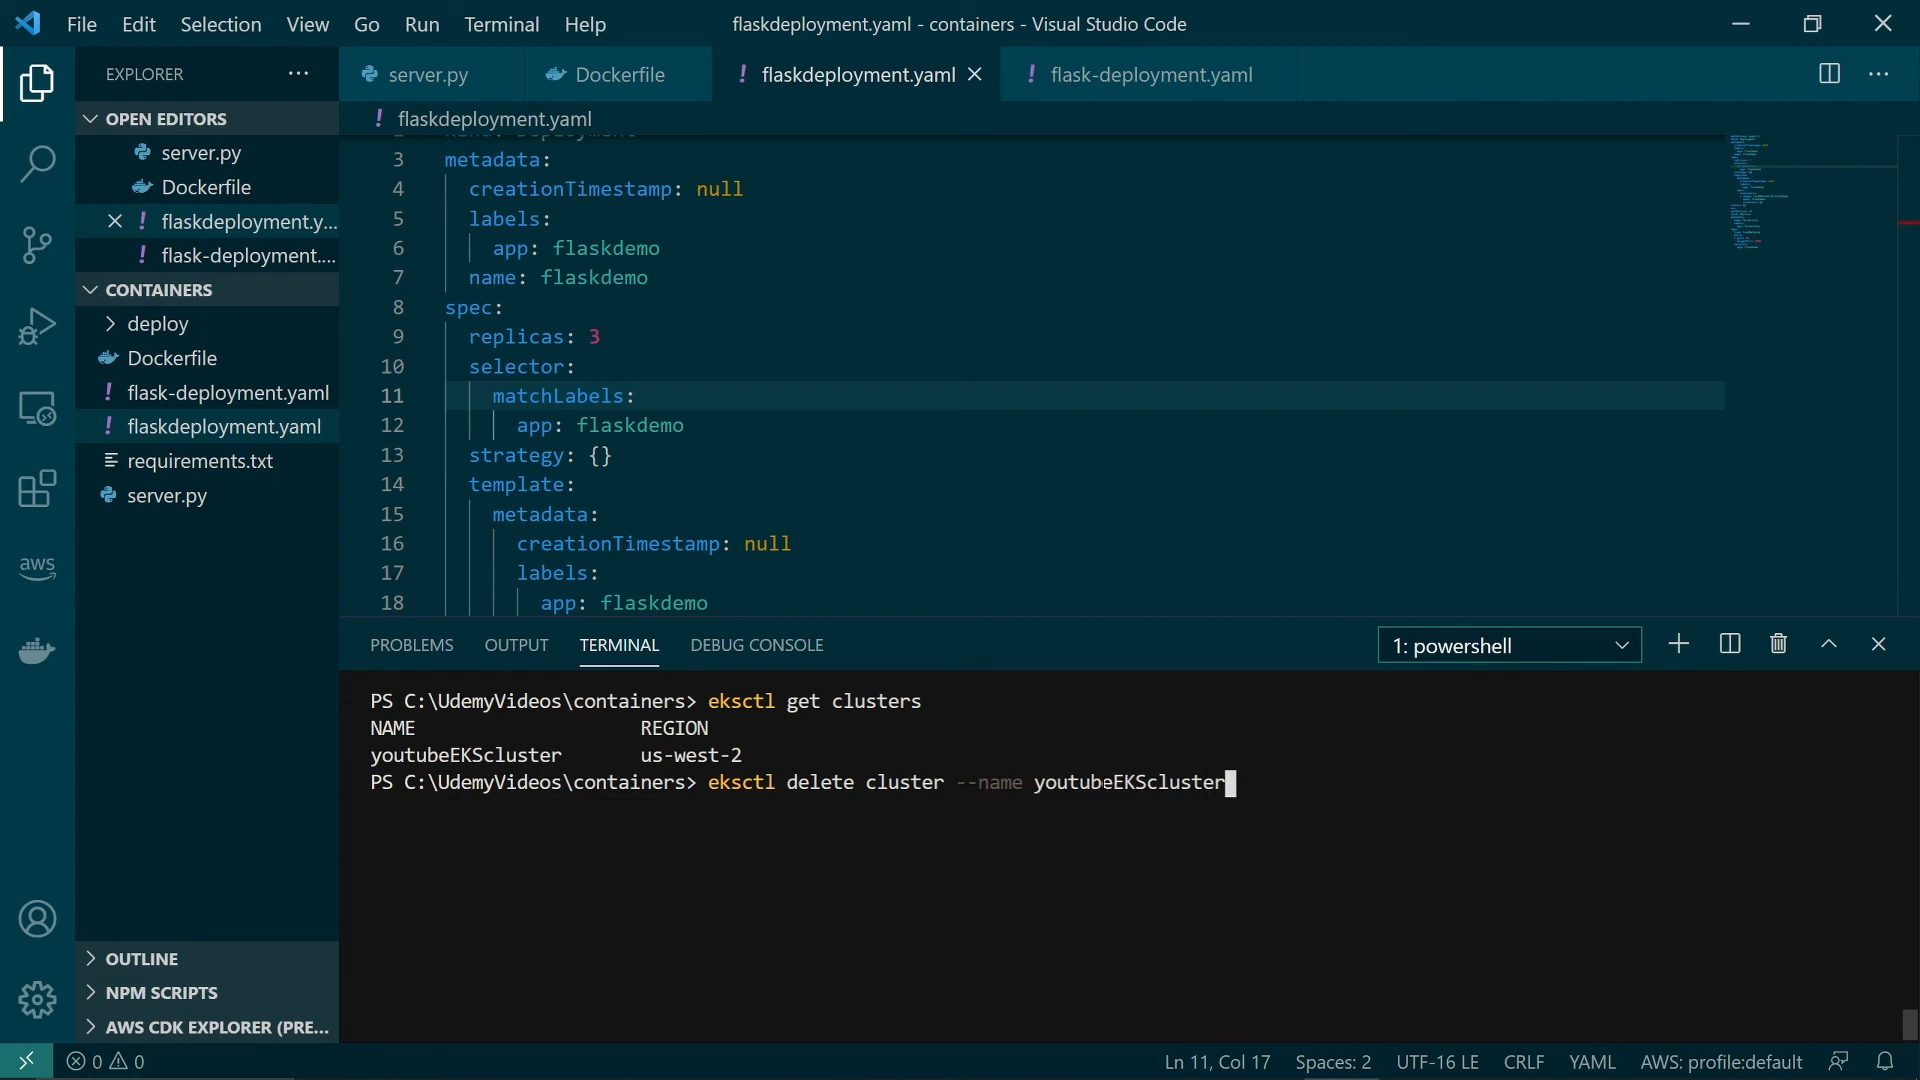 File Edit Selection View Go Run Terminal Help flaskdeployment.yaml - containers - Visual Studio Code
EXPLORER ···
server.py Dockerfile ! flaskdeployment.yaml ! flask-deployment.yaml
OPEN EDITORS
server.py
Dockerfile
! flaskdeployment.y...
! flask-deployment....
CONTAINERS
deploy
Dockerfile
! flask-deployment.yaml
! flaskdeployment.yaml
requirements.txt
server.py
aws
OUTLINE
NPM SCRIPTS
AWS CDK EXPLORER (PRE...
! flaskdeployment.yaml
3 metadata:
4 creationTimestamp: null
5 labels:
6 app: flaskdemo
7 name: flaskdemo
8 spec:
9 replicas: 3
10 selector:
11 matchLabels:
12 app: flaskdemo
13 strategy: {}
14 template:
15 metadata:
16 creationTimestamp: null
17 labels:
18 app: flaskdemo
PROBLEMS OUTPUT TERMINAL DEBUG CONSOLE 1: powershell
PS C:\UdemyVideos\containers> eksctl get clusters
NAME REGION
youtubeEKScluster us-west-2
PS C:\UdemyVideos\containers> eksctl delete cluster --name youtubeEKScluster
0 0 Ln 11, Col 17 Spaces: 2 UTF-16 LE CRLF YAML AWS: profile:default